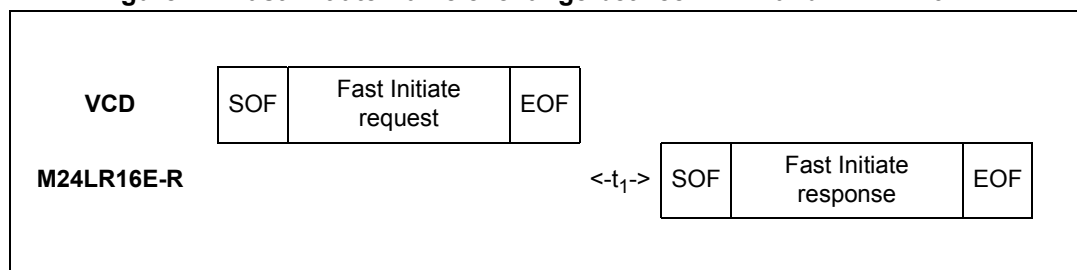 VCD SOF Fast Initiate request EOF
M24LR16E-R <-t1-> SOF Fast Initiate response EOF